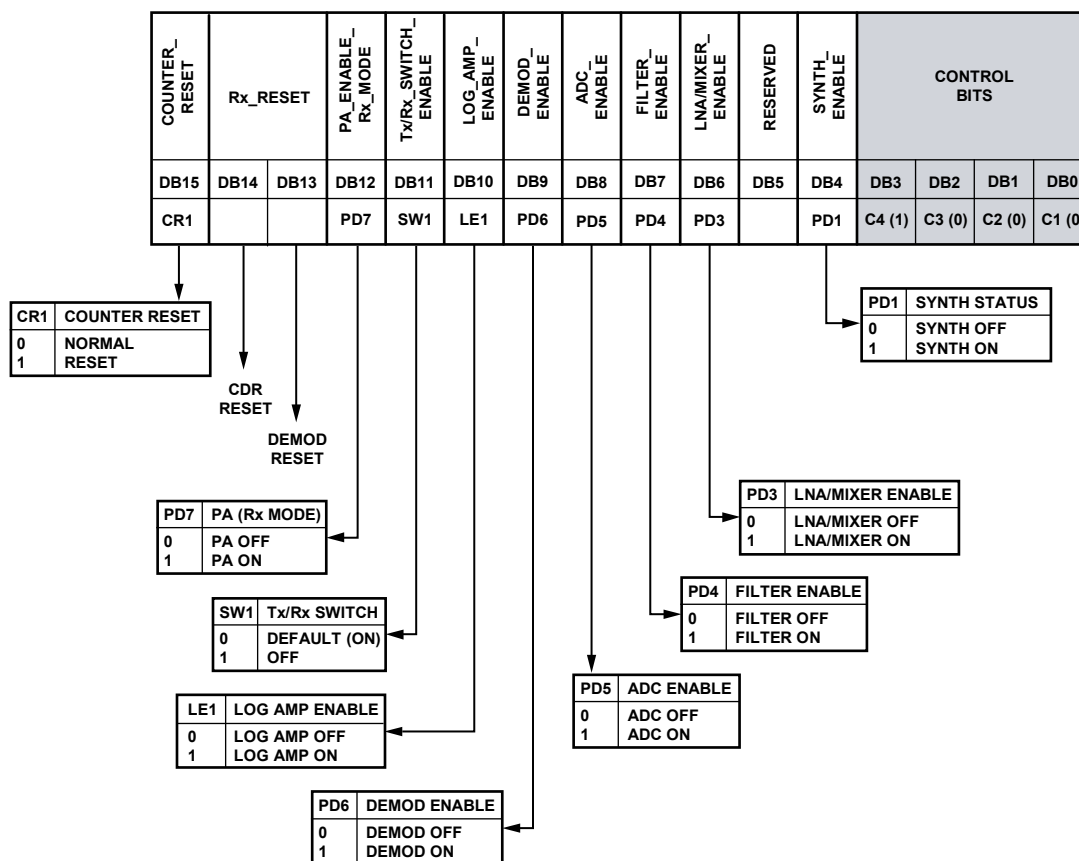 COUNTER_
RESET
Rx_RESET
PA_ENABLE_
Rx_MODE
Tx/Rx_SWITCH_
ENABLE
LOG_AMP_
ENABLE
DEMOD_
ENABLE
ADC_
ENABLE
FILTER_
ENABLE
LNA/MIXER_
ENABLE
RESERVED
SYNTH_
ENABLE
CONTROL
BITS
DB15 DB14 DB13 DB12 DB11 DB10 DB9 DB8 DB7 DB6 DB5 DB4 DB3 DB2 DB1 DB0
CR1 PD7 SW1 LE1 PD6 PD5 PD4 PD3 PD1 C4 (1) C3 (0) C2 (0) C1 (0
CR1 COUNTER RESET
0 NORMAL
1 RESET
PD1 SYNTH STATUS
0 SYNTH OFF
1 SYNTH ON
CDR
RESET
DEMOD
RESET
PD7 PA (Rx MODE)
0 PA OFF
1 PA ON
PD3 LNA/MIXER ENABLE
0 LNA/MIXER OFF
1 LNA/MIXER ON
SW1 Tx/Rx SWITCH
0 DEFAULT (ON)
1 OFF
PD4 FILTER ENABLE
0 FILTER OFF
1 FILTER ON
LE1 LOG AMP ENABLE
0 LOG AMP OFF
1 LOG AMP ON
PD5 ADC ENABLE
0 ADC OFF
1 ADC ON
PD6 DEMOD ENABLE
0 DEMOD OFF
1 DEMOD ON